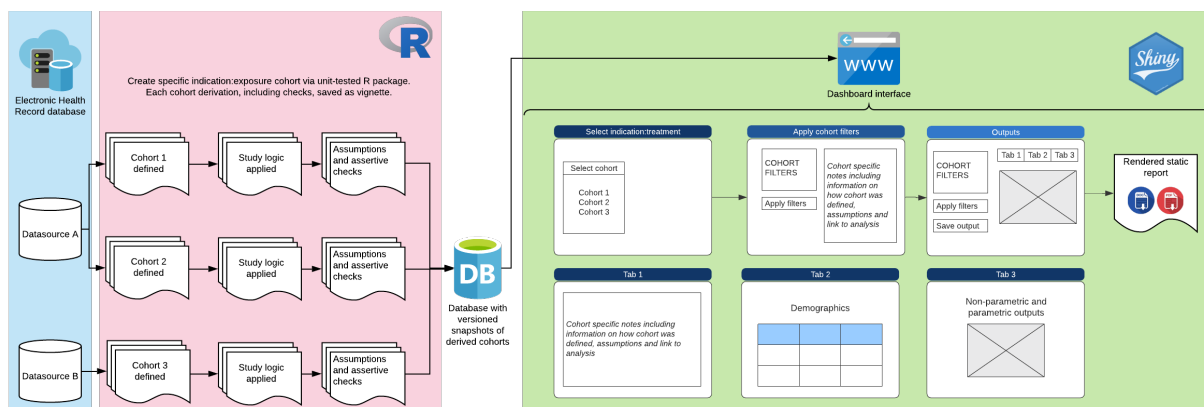 Electronic Health
Record database
Datasource A
Datasource B
R
Create specific indication:exposure cohort via unit-tested R package.
Each cohort derivation, including checks, saved as vignette.
Cohort 1
defined
Study logic
applied
Assumptions
and assertive
checks
Cohort 2
defined
Study logic
applied
Assumptions
and assertive
checks
Cohort 3
defined
Study logic
applied
Assumptions
and assertive
checks
DB
Database with
versioned
snapshots of
derived cohorts
WWW
Dashboard interface
Shiny
Select indication:treatment
Select cohort
Cohort 1
Cohort 2
Cohort 3
Apply cohort filters
COHORT
FILTERS
Apply filters
Cohort specific
notes including
information on
how cohort was
defined,
assumptions and
link to analysis
Outputs
COHORT
FILTERS
Apply filters
Save output
Tab 1
Tab 2
Tab 3
Rendered static
report
Tab 1
Cohort specific notes including
information on how cohort was
defined, assumptions and link to
analysis
Tab 2
Demographics
Tab 3
Non-parametric and
parametric outputs